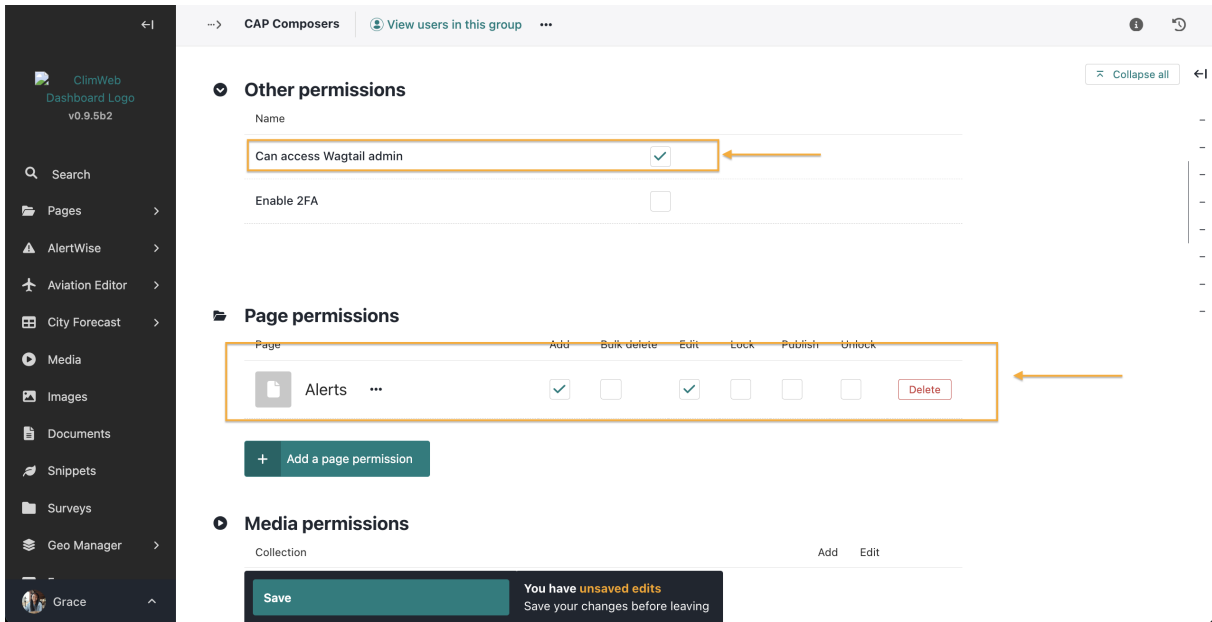 CAP Composers
View users in this group
ClimWeb
Dashboard Logo
v0.9.5b2
Search
Pages
AlertWise
Aviation Editor
City Forecast
Media
Images
Documents
Snippets
Surveys
Geo Manager
Grace
Collapse all
Other permissions
Name
Can access Wagtail admin
Enable 2FA
Page permissions
Page Add Bulk delete Edit Lock Publish Unlock
Alerts Delete
Add a page permission
Media permissions
Collection Add Edit
Save
You have unsaved edits
Save your changes before leaving